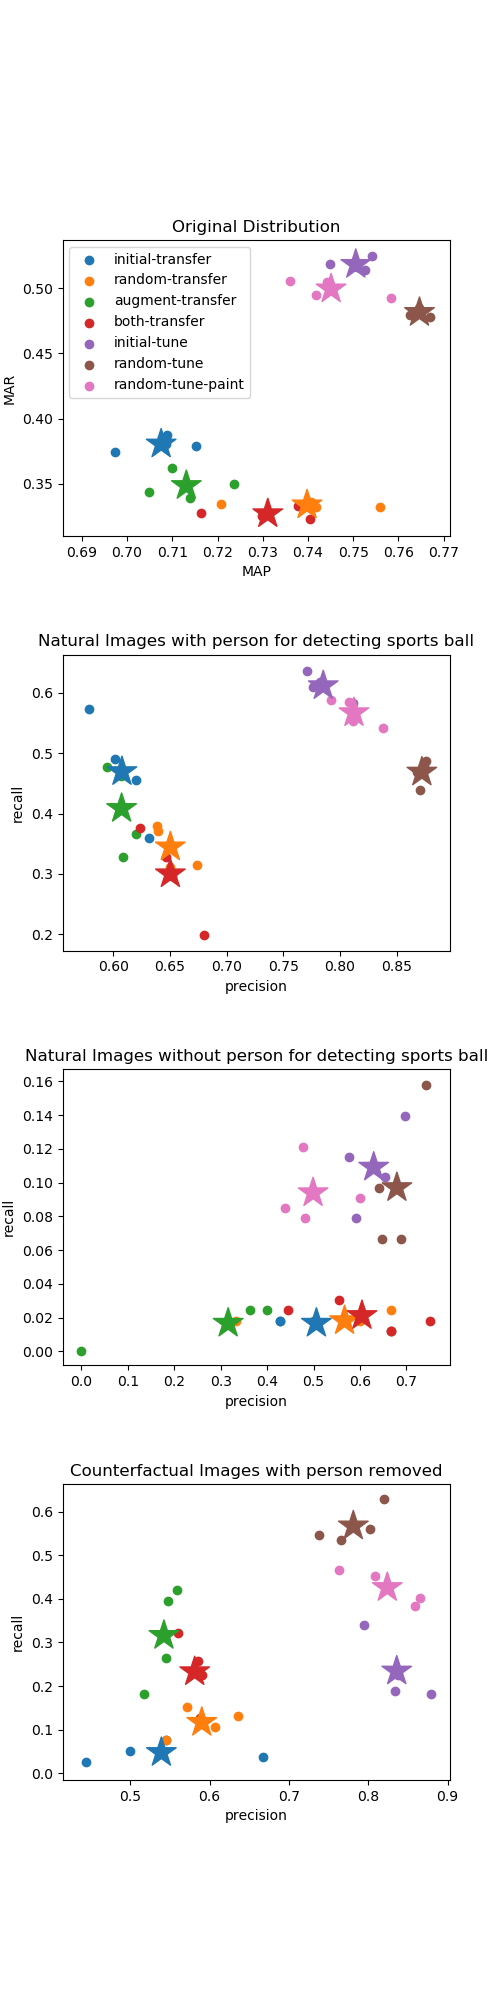 Original Distribution
initial-transfer
random-transfer
augment-transfer
both-transfer
initial-tune
random-tune
random-tune-paint
0.50
0.45
0.40
0.35
MAR
0.69 0.70 0.71 0.72 0.73 0.74 0.75 0.76 0.77
MAP
Natural Images with person for detecting sports ball
0.6
0.5
0.4
0.3
0.2
recall
0.60 0.65 0.70 0.75 0.80 0.85
precision
Natural Images without person for detecting sports ball
0.16
0.14
0.12
0.10
0.08
0.06
0.04
0.02
0.00
recall
0.0 0.1 0.2 0.3 0.4 0.5 0.6 0.7
precision
Counterfactual Images with person removed
0.6
0.5
0.4
0.3
0.2
0.1
0.0
recall
0.5 0.6 0.7 0.8 0.9
precision